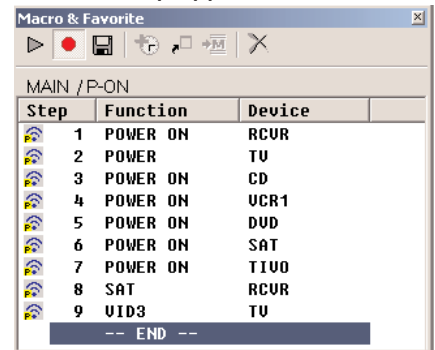 Macro & Favorite
MAIN / P-ON
Step Function Device
1 POWER ON RCVR
2 POWER TV
3 POWER ON CD
4 POWER ON VCR1
5 POWER ON DVD
6 POWER ON SAT
7 POWER ON TIVO
8 SAT RCVR
9 VID3 TV
-- END --